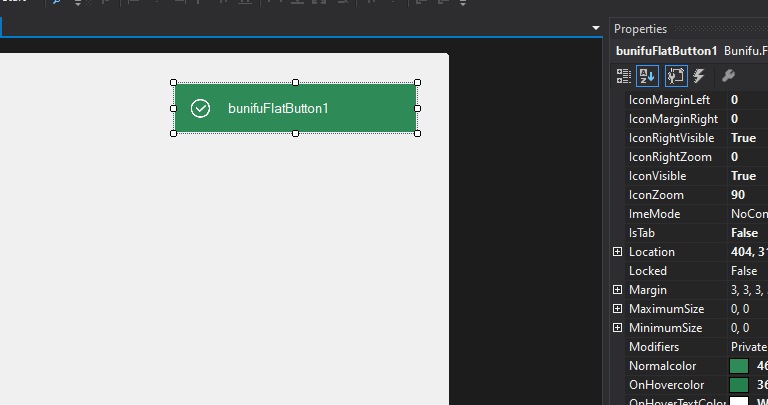 Properties
bunifuFlatButton1 Bunifu.F
bunifuFlatButton1
IconMarginLeft 0
IconMarginRight 0
IconRightVisible True
IconRightZoom 0
IconVisible True
IconZoom 90
ImeMode NoCon
IsTab False
Location 404, 31
Locked False
Margin 3, 3, 3,
MaximumSize 0, 0
MinimumSize 0, 0
Modifiers Private
Normalcolor 46
OnHovercolor 36
OnHoverTextColo W